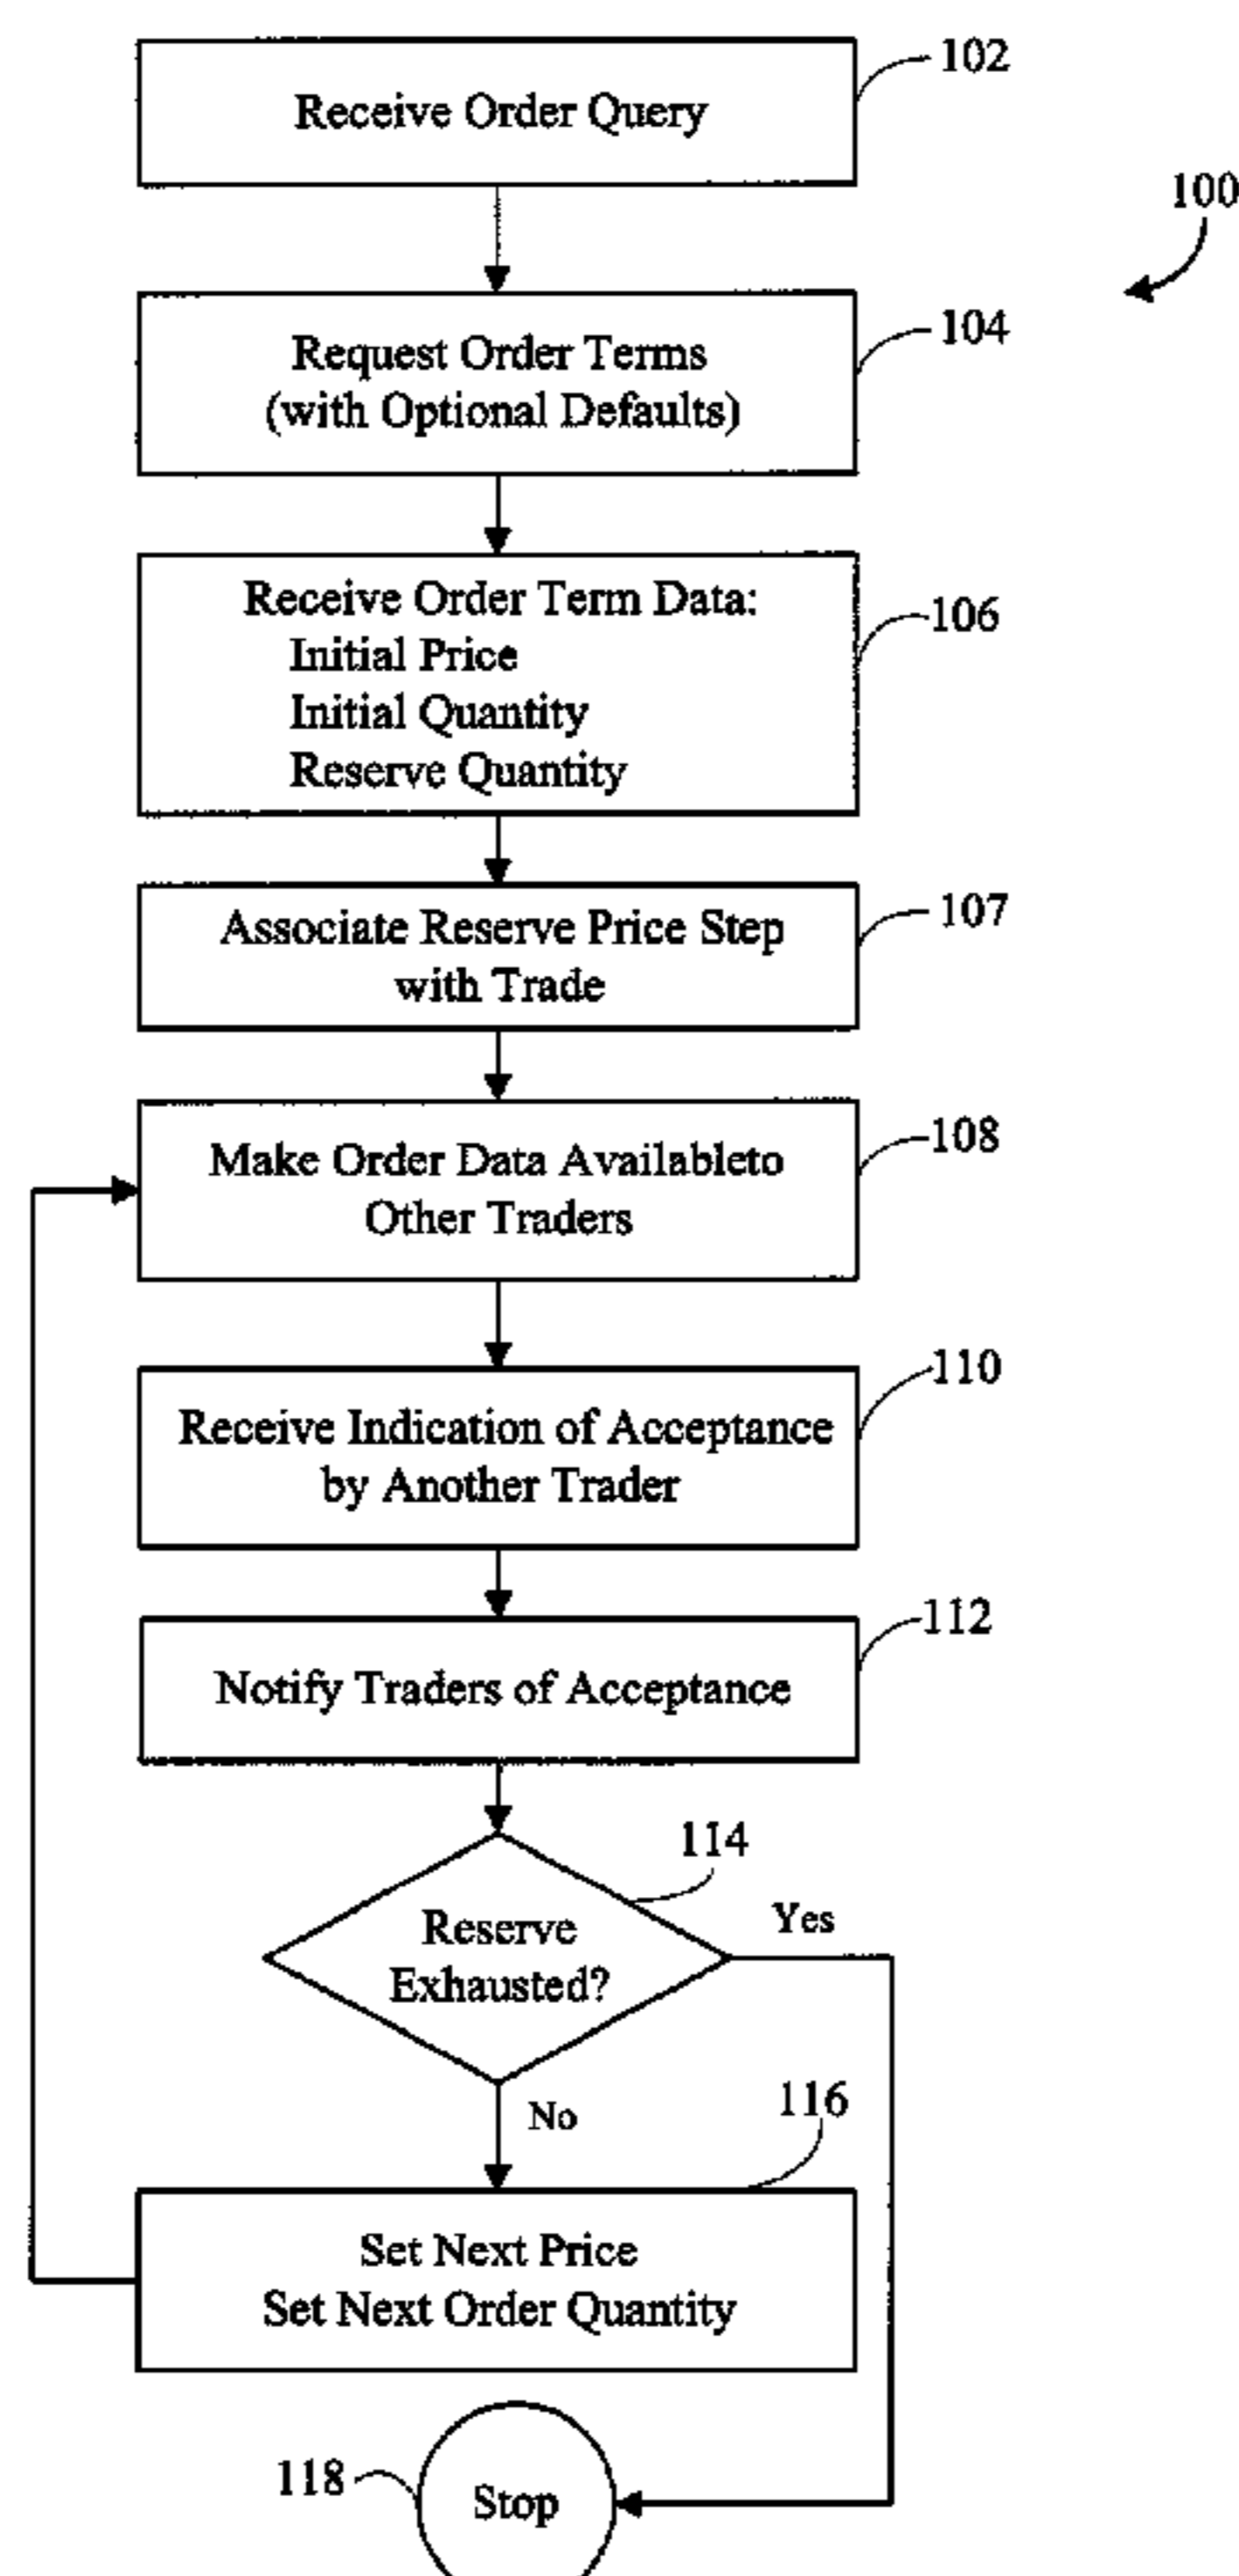 102
Receive Order Query
100
104
Request Order Terms
(with Optional Defaults)
106
Receive Order Term Data:
Initial Price
Initial Quantity
Reserve Quantity
107
Associate Reserve Price Step
with Trade
108
Make Order Data Availableto
Other Traders
110
Receive Indication of Acceptance
by Another Trader
112
Notify Traders of Acceptance
114
Yes
Reserve
Exhausted?
No
116
Set Next Price
Set Next Order Quantity
118
Stop